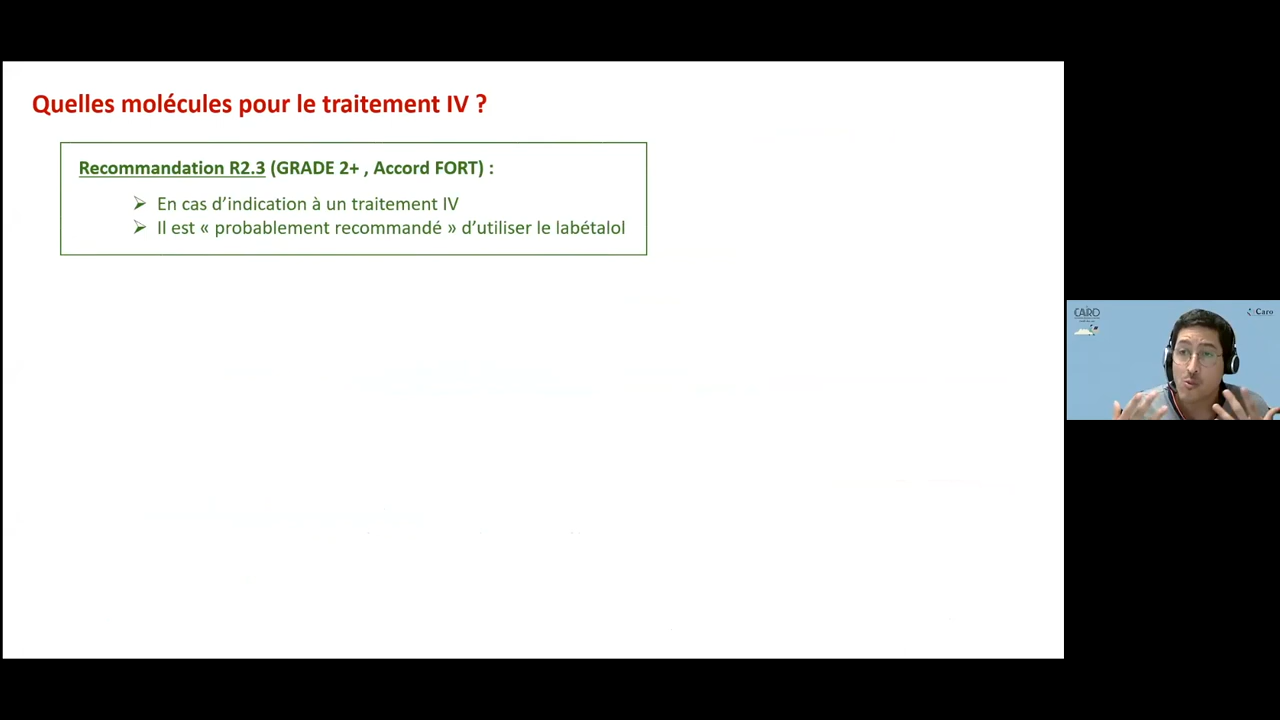 Quelles molécules pour le traitement IV ?
Recommandation R2.3 (GRADE 2+ , Accord FORT) :
➢ En cas d’indication à un traitement IV
➢ Il est « probablement recommandé » d’utiliser le labétalol
CAIRO
Caro